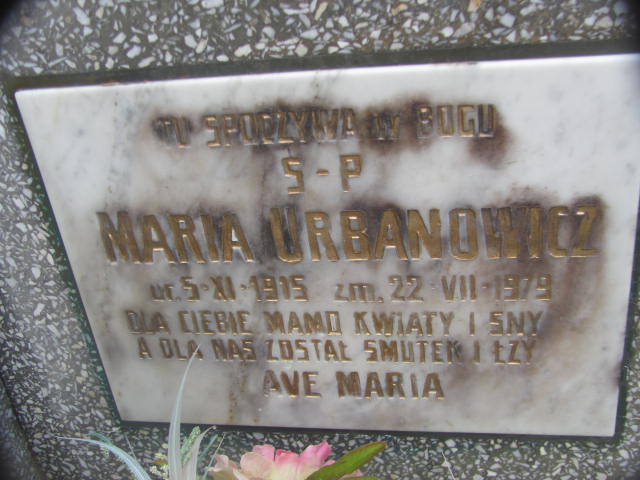 TU SPOCZYWA W BOGU
Ś-P
MARIA URBANOWICZ
ur. 5·XI·1915 zm. 22·VII·1979
DLA CIEBIE MAMO KWIATY I SNY
A DLA NAS ZOSTAŁ SMUTEK I ŁZY
AVE MARIA